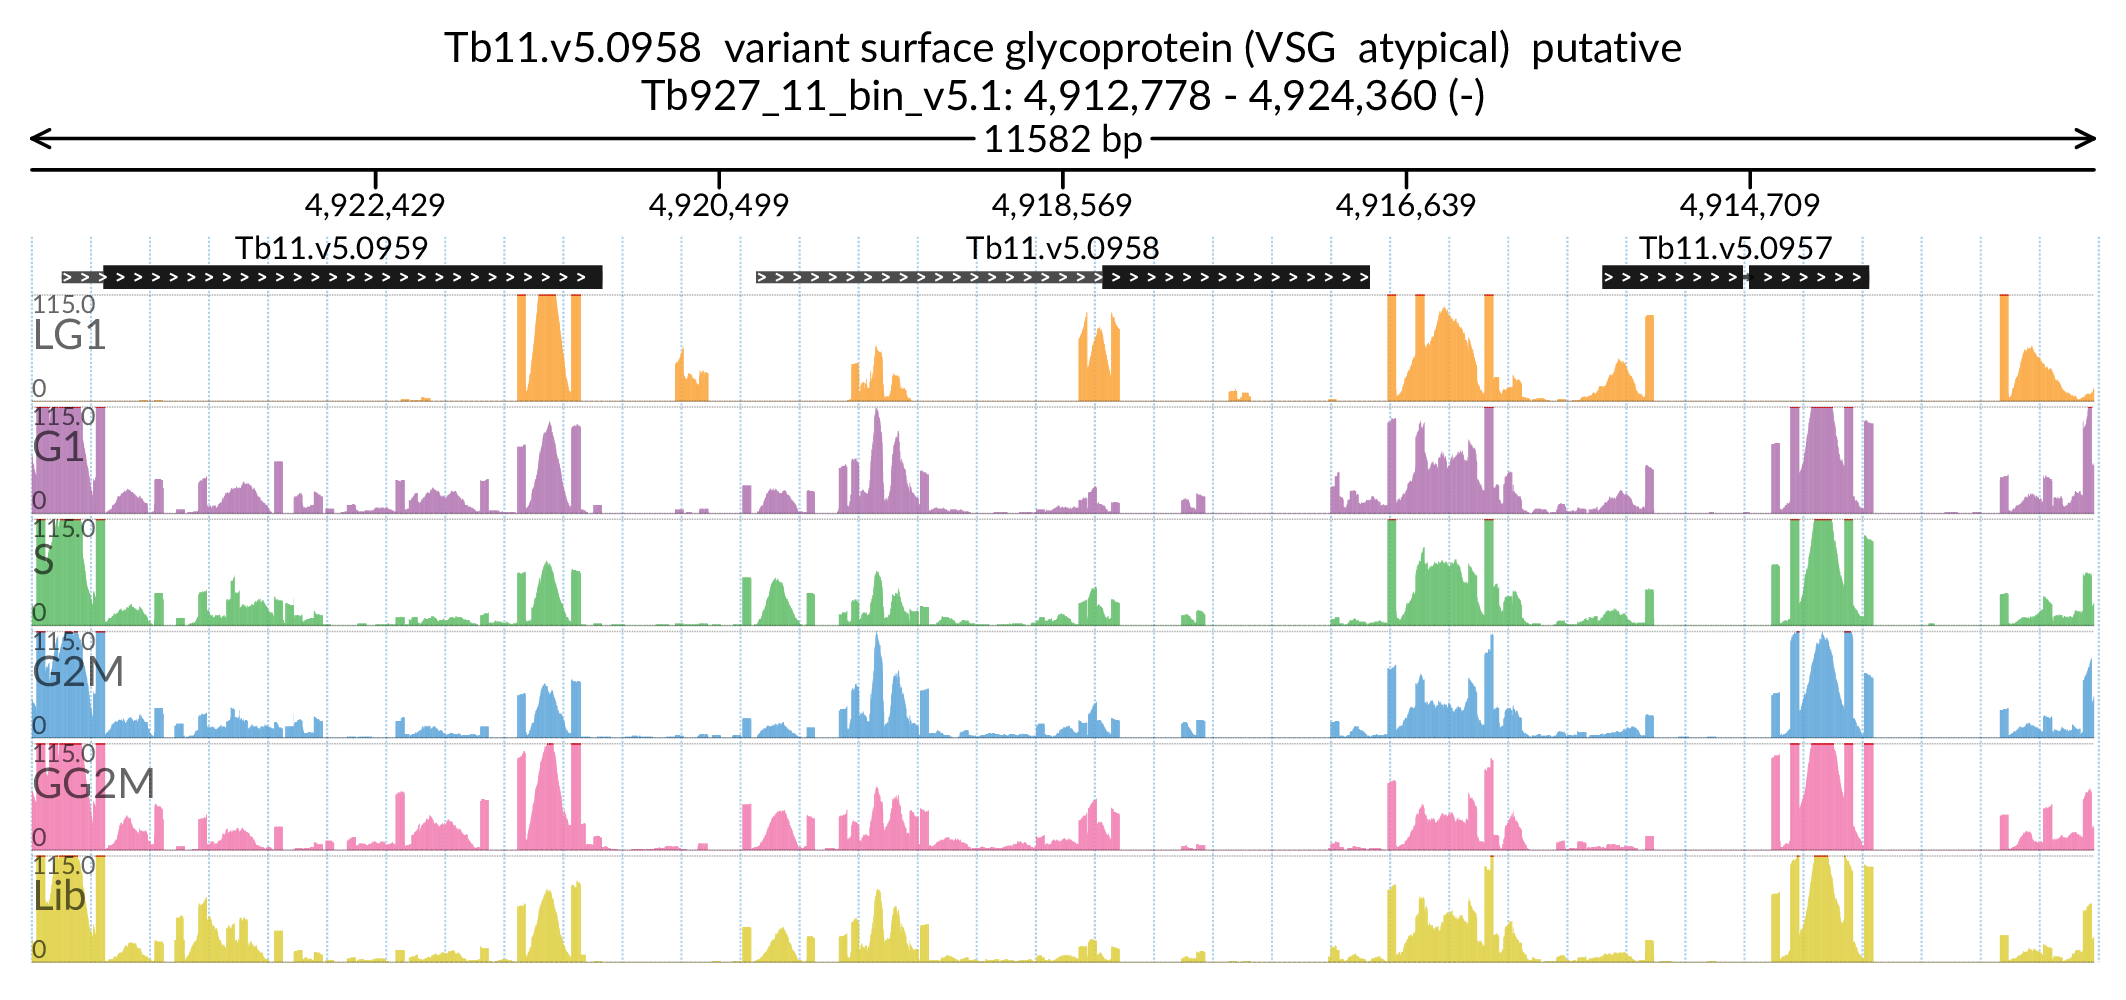 Tb11.v5.0958 variant surface glycoprotein (VSG atypical) putative
Tb927_11_bin_v5.1: 4,912,778 - 4,924,360 (-)
11582 bp
4,922,429 4,920,499 4,918,569 4,916,639 4,914,709
Tb11.v5.0959 Tb11.v5.0958 Tb11.v5.0957
115.0
LG1
0
115.0
G1
0
115.0
S
0
115.0
G2M
0
115.0
GG2M
0
115.0
Lib
0